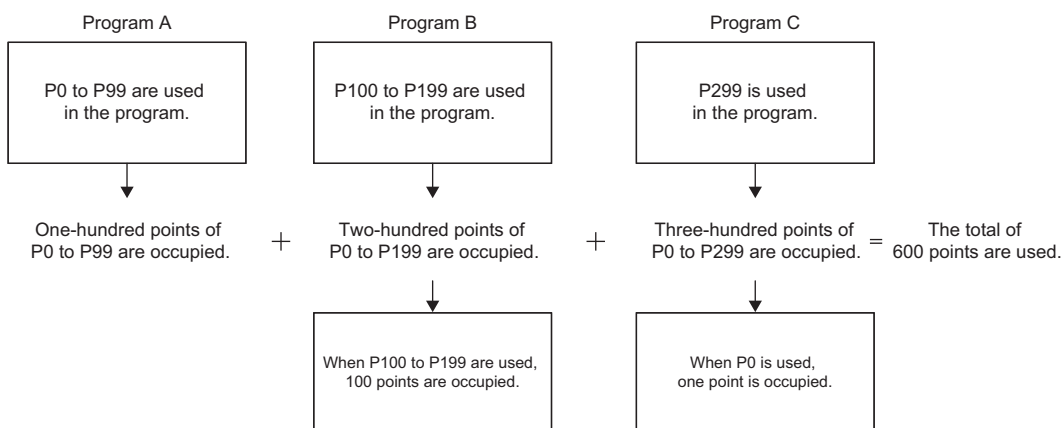 Program A
Program B
Program C
P0 to P99 are used
in the program.
P100 to P199 are used
in the program.
P299 is used
in the program.
One-hundred points of
P0 to P99 are occupied.
+
Two-hundred points of
P0 to P199 are occupied.
+
Three-hundred points of
P0 to P299 are occupied.
=
The total of
600 points are used.
When P100 to P199 are used,
100 points are occupied.
When P0 is used,
one point is occupied.